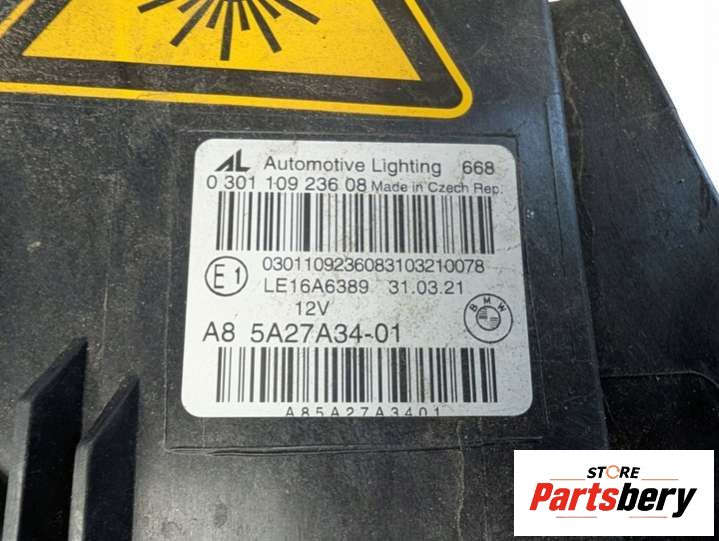 AL Automotive Lighting 668
0 301 109 236 08 Made in Czech Rep.
0301109236083103210078
E1
LE16A6389 31.03.21
12V
BMW
A8 5A27A34-01
A85A27A3401
STORE
Partsbery